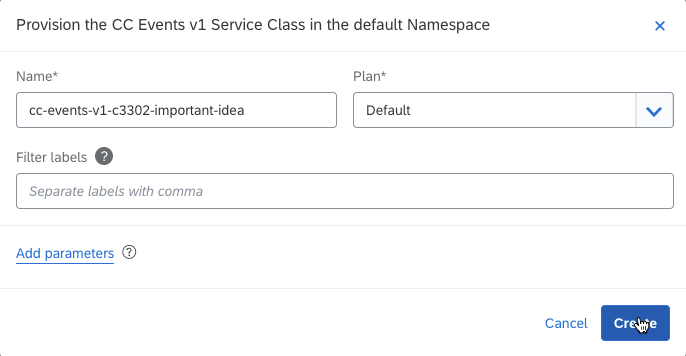 Provision the CC Events v1 Service Class in the default Namespace
Name* Plan*
cc-events-v1-c3302-important-idea Default
Filter labels ?
Separate labels with comma
Add parameters ?
Cancel Create